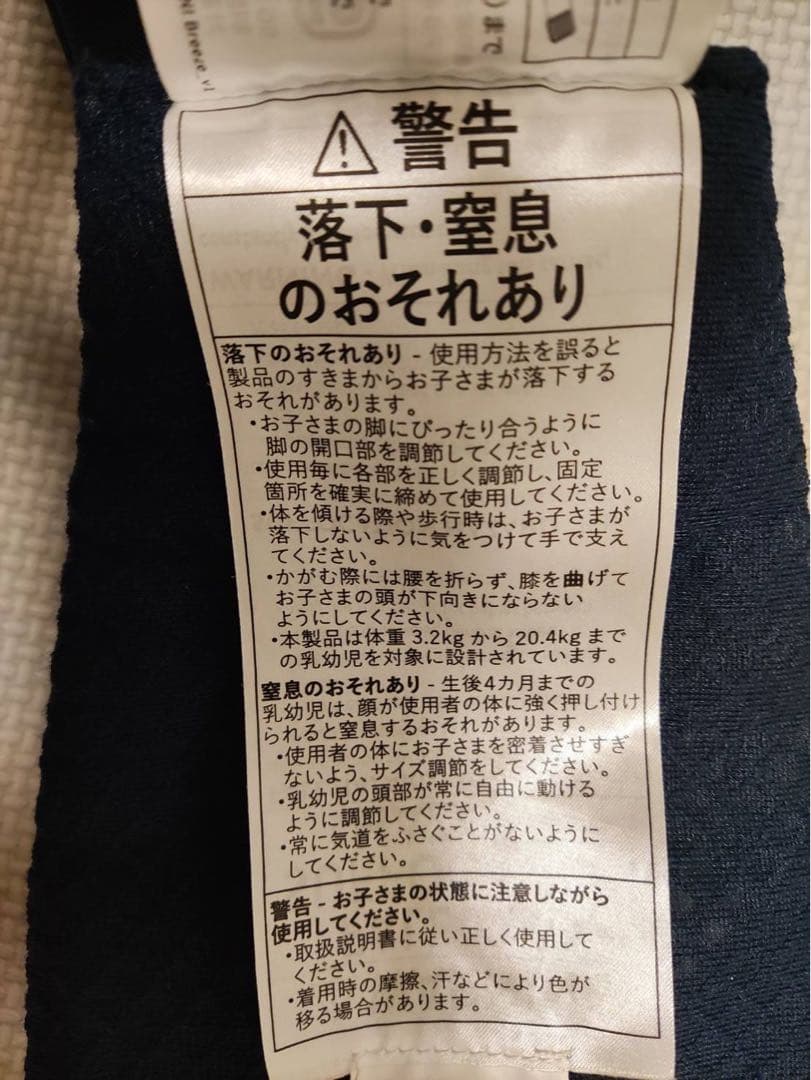 NI Breeze_v1
)まで
警告
落下・窒息
のおそれあり
落下のおそれあり - 使用方法を誤ると
製品のすきまからお子さまが落下する
おそれがあります。
・お子さまの脚にぴったり合うように
脚の開口部を調節してください。
・使用毎に各部を正しく調節し、固定
箇所を確実に締めて使用してください。
・体を傾ける際や歩行時は、お子さまが
落下しないように気をつけて手で支え
てください。
・かがむ際には腰を折らず、膝を曲げて
お子さまの頭が下向きにならない
ようにしてください。
・本製品は体重 3.2kg から 20.4kg まで
の乳幼児を対象に設計されています。
窒息のおそれあり - 生後4カ月までの
乳幼児は、顔が使用者の体に強く押し付け
られると窒息するおそれがあります。
・使用者の体にお子さまを密着させすぎ
ないよう、サイズ調節をしてください。
・乳幼児の頭部が常に自由に動ける
ように調節してください。
・常に気道をふさぐことがないように
してください。
警告 - お子さまの状態に注意しながら
使用してください。
・取扱説明書に従い正しく使用して
ください。
・着用時の摩擦、汗などにより色が
移る場合があります。